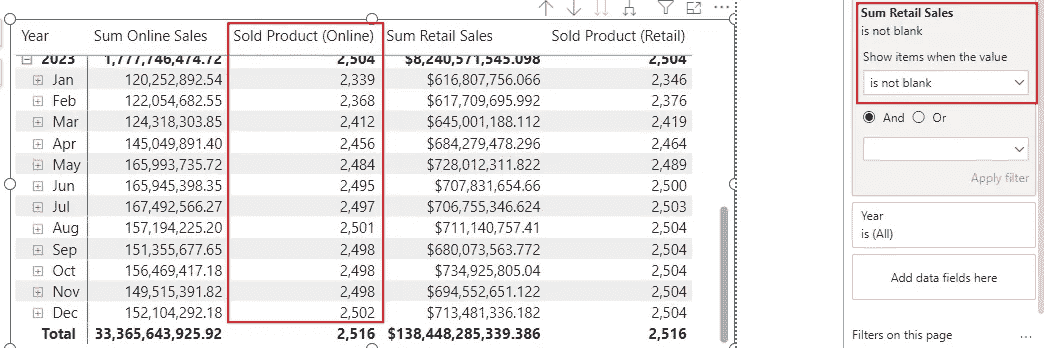 Year Sum Online Sales Sold Product (Online) Sum Retail Sales Sold Product (Retail)
2023 1,777,746,474.72 2,504 $8,240,571,545.098 2,504
Jan 120,252,892.54 2,339 $616,807,756.066 2,346
Feb 122,054,682.55 2,368 $617,709,695.992 2,376
Mar 124,318,303.85 2,412 $645,001,188.112 2,419
Apr 145,049,891.40 2,456 $684,279,478.296 2,464
May 165,993,735.72 2,484 $728,012,311.822 2,489
Jun 165,945,398.35 2,495 $707,831,654.66 2,500
Jul 167,492,566.27 2,497 $706,755,346.624 2,503
Aug 157,194,225.20 2,501 $711,140,757.41 2,504
Sep 151,355,677.65 2,498 $680,073,563.772 2,504
Oct 156,469,417.18 2,498 $734,925,805.04 2,504
Nov 149,515,391.82 2,498 $694,552,651.122 2,504
Dec 152,104,292.18 2,502 $713,481,336.182 2,504
Total 33,365,643,925.92 2,516 $138,448,285,339.386 2,516
Sum Retail Sales
is not blank
Show items when the value
is not blank
And Or
Apply filter
Year
is (All)
Add data fields here
Filters on this page